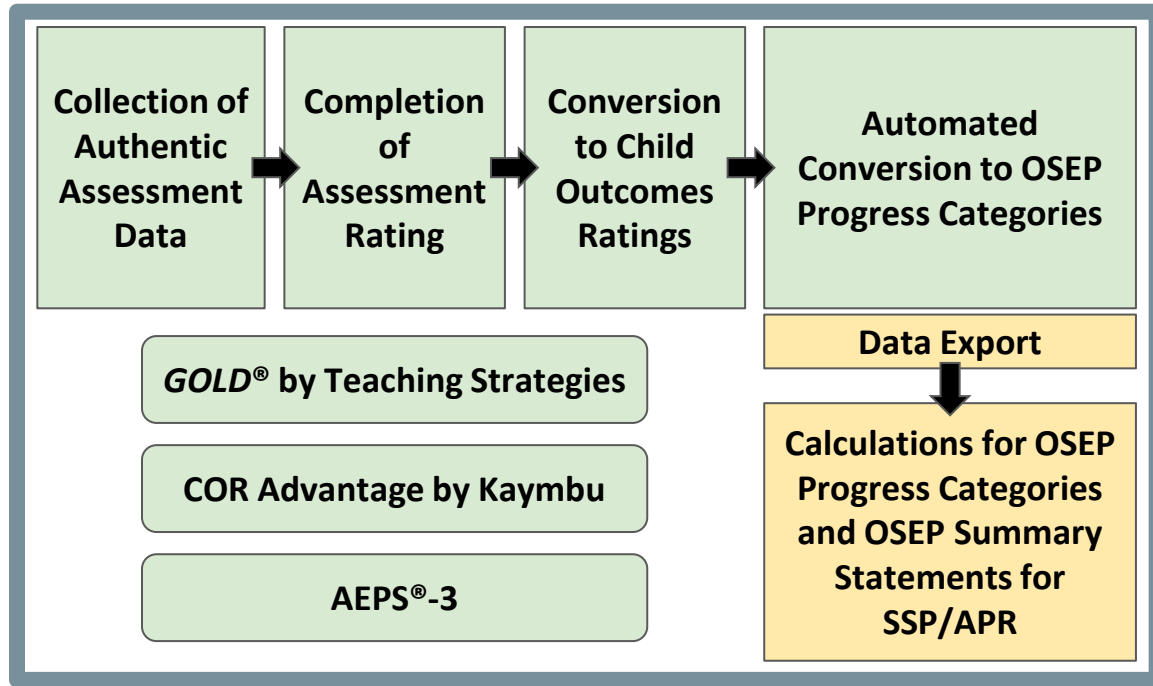 Collection of
Authentic
Assessment
Data
Completion
of
Assessment
Rating
Conversion
to Child
Outcomes
Ratings
Automated
Conversion to OSEP
Progress Categories
Data Export
GOLD® by Teaching Strategies
COR Advantage by Kaymbu
AEPS®-3
Calculations for OSEP
Progress Categories
and OSEP Summary
Statements for
SSP/APR